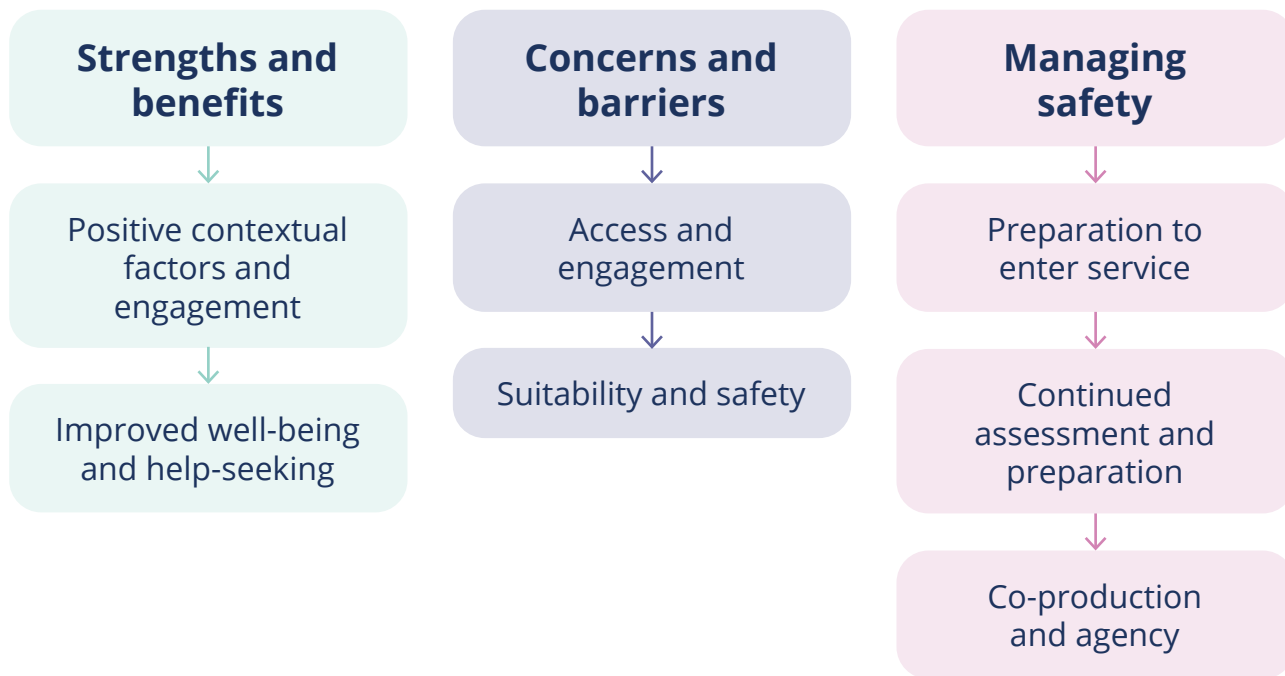 Strengths and
benefits
Positive contextual
factors and
engagement
Improved well-being
and help-seeking
Concerns and
barriers
Access and
engagement
Suitability and safety
Managing
safety
Preparation to
enter service
Continued
assessment and
preparation
Co-production
and agency